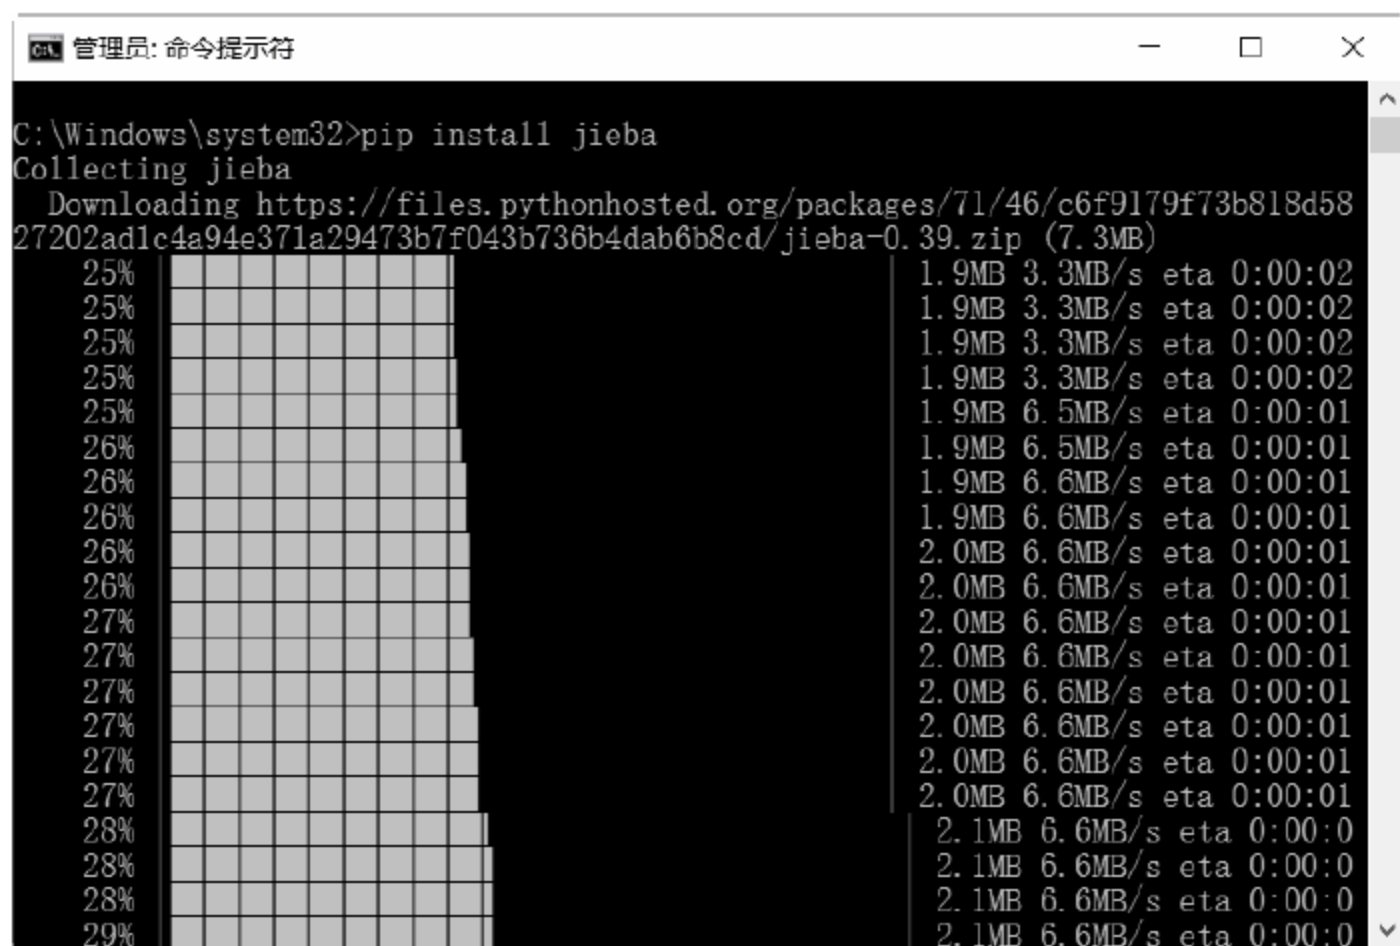 管理员: 命令提示符
C:\Windows\system32>pip install jieba
Collecting jieba
  Downloading https://files.pythonhosted.org/packages/71/46/c6f9179f73b818d58
27202ad1c4a94e371a29473b7f043b736b4dab6b8cd/jieba-0.39.zip (7.3MB)
25% 1.9MB 3.3MB/s eta 0:00:02
25% 1.9MB 3.3MB/s eta 0:00:02
25% 1.9MB 3.3MB/s eta 0:00:02
25% 1.9MB 3.3MB/s eta 0:00:02
25% 1.9MB 6.5MB/s eta 0:00:01
26% 1.9MB 6.5MB/s eta 0:00:01
26% 1.9MB 6.6MB/s eta 0:00:01
26% 1.9MB 6.6MB/s eta 0:00:01
26% 2.0MB 6.6MB/s eta 0:00:01
26% 2.0MB 6.6MB/s eta 0:00:01
27% 2.0MB 6.6MB/s eta 0:00:01
27% 2.0MB 6.6MB/s eta 0:00:01
27% 2.0MB 6.6MB/s eta 0:00:01
27% 2.0MB 6.6MB/s eta 0:00:01
27% 2.0MB 6.6MB/s eta 0:00:01
27% 2.0MB 6.6MB/s eta 0:00:01
28% 2.1MB 6.6MB/s eta 0:00:0
28% 2.1MB 6.6MB/s eta 0:00:0
28% 2.1MB 6.6MB/s eta 0:00:0
29% 2.1MB 6.6MB/s eta 0:00:0